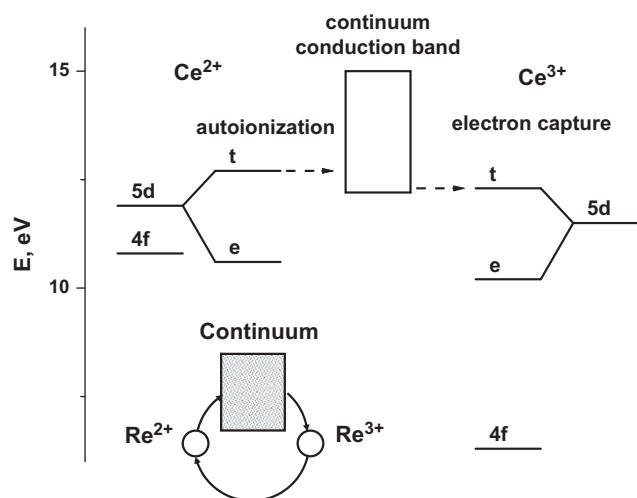 continuum
conduction band
15
Ce2+
Ce3+
autoionization
electron capture
t
t
5d
5d
4f
e
e
E, eV
10
Continuum
Re2+
Re3+
4f